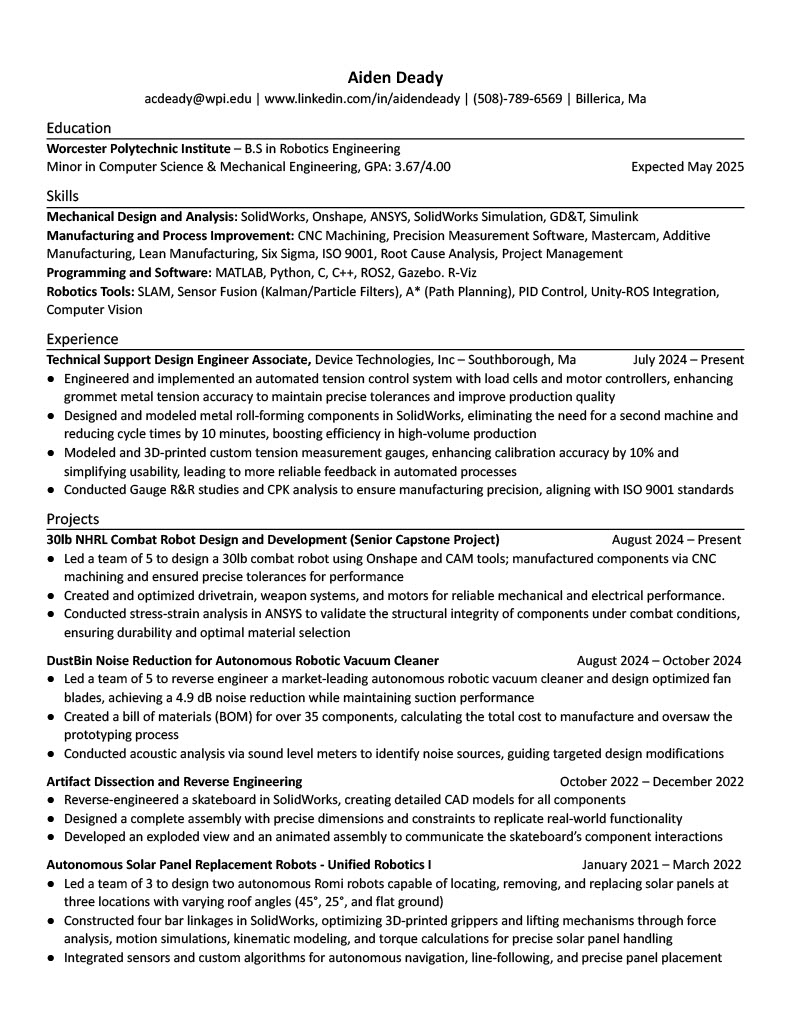 Aiden Deady
acdeady@wpi.edu | www.linkedin.com/in/aidendeady | (508)-789-6569 | Billerica, Ma
Education
Worcester Polytechnic Institute – B.S in Robotics Engineering
Minor in Computer Science & Mechanical Engineering, GPA: 3.67/4.00 Expected May 2025
Skills
Mechanical Design and Analysis: SolidWorks, Onshape, ANSYS, SolidWorks Simulation, GD&T, Simulink
Manufacturing and Process Improvement: CNC Machining, Precision Measurement Software, Mastercam, Additive
Manufacturing, Lean Manufacturing, Six Sigma, ISO 9001, Root Cause Analysis, Project Management
Programming and Software: MATLAB, Python, C, C++, ROS2, Gazebo. R-Viz
Robotics Tools: SLAM, Sensor Fusion (Kalman/Particle Filters), A* (Path Planning), PID Control, Unity-ROS Integration,
Computer Vision
Experience
Technical Support Design Engineer Associate, Device Technologies, Inc – Southborough, Ma July 2024 – Present
● Engineered and implemented an automated tension control system with load cells and motor controllers, enhancing
grommet metal tension accuracy to maintain precise tolerances and improve production quality
● Designed and modeled metal roll-forming components in SolidWorks, eliminating the need for a second machine and
reducing cycle times by 10 minutes, boosting efficiency in high-volume production
● Modeled and 3D-printed custom tension measurement gauges, enhancing calibration accuracy by 10% and
simplifying usability, leading to more reliable feedback in automated processes
● Conducted Gauge R&R studies and CPK analysis to ensure manufacturing precision, aligning with ISO 9001 standards
Projects
30lb NHRL Combat Robot Design and Development (Senior Capstone Project) August 2024 – Present
● Led a team of 5 to design a 30lb combat robot using Onshape and CAM tools; manufactured components via CNC
machining and ensured precise tolerances for performance
● Created and optimized drivetrain, weapon systems, and motors for reliable mechanical and electrical performance.
● Conducted stress-strain analysis in ANSYS to validate the structural integrity of components under combat conditions,
ensuring durability and optimal material selection
DustBin Noise Reduction for Autonomous Robotic Vacuum Cleaner August 2024 – October 2024
● Led a team of 5 to reverse engineer a market-leading autonomous robotic vacuum cleaner and design optimized fan
blades, achieving a 4.9 dB noise reduction while maintaining suction performance
● Created a bill of materials (BOM) for over 35 components, calculating the total cost to manufacture and oversaw the
prototyping process
● Conducted acoustic analysis via sound level meters to identify noise sources, guiding targeted design modifications
Artifact Dissection and Reverse Engineering October 2022 – December 2022
● Reverse-engineered a skateboard in SolidWorks, creating detailed CAD models for all components
● Designed a complete assembly with precise dimensions and constraints to replicate real-world functionality
● Developed an exploded view and an animated assembly to communicate the skateboard’s component interactions
Autonomous Solar Panel Replacement Robots - Unified Robotics I January 2021 – March 2022
● Led a team of 3 to design two autonomous Romi robots capable of locating, removing, and replacing solar panels at
three locations with varying roof angles (45°, 25°, and flat ground)
● Constructed four bar linkages in SolidWorks, optimizing 3D-printed grippers and lifting mechanisms through force
analysis, motion simulations, kinematic modeling, and torque calculations for precise solar panel handling
● Integrated sensors and custom algorithms for autonomous navigation, line-following, and precise panel placement